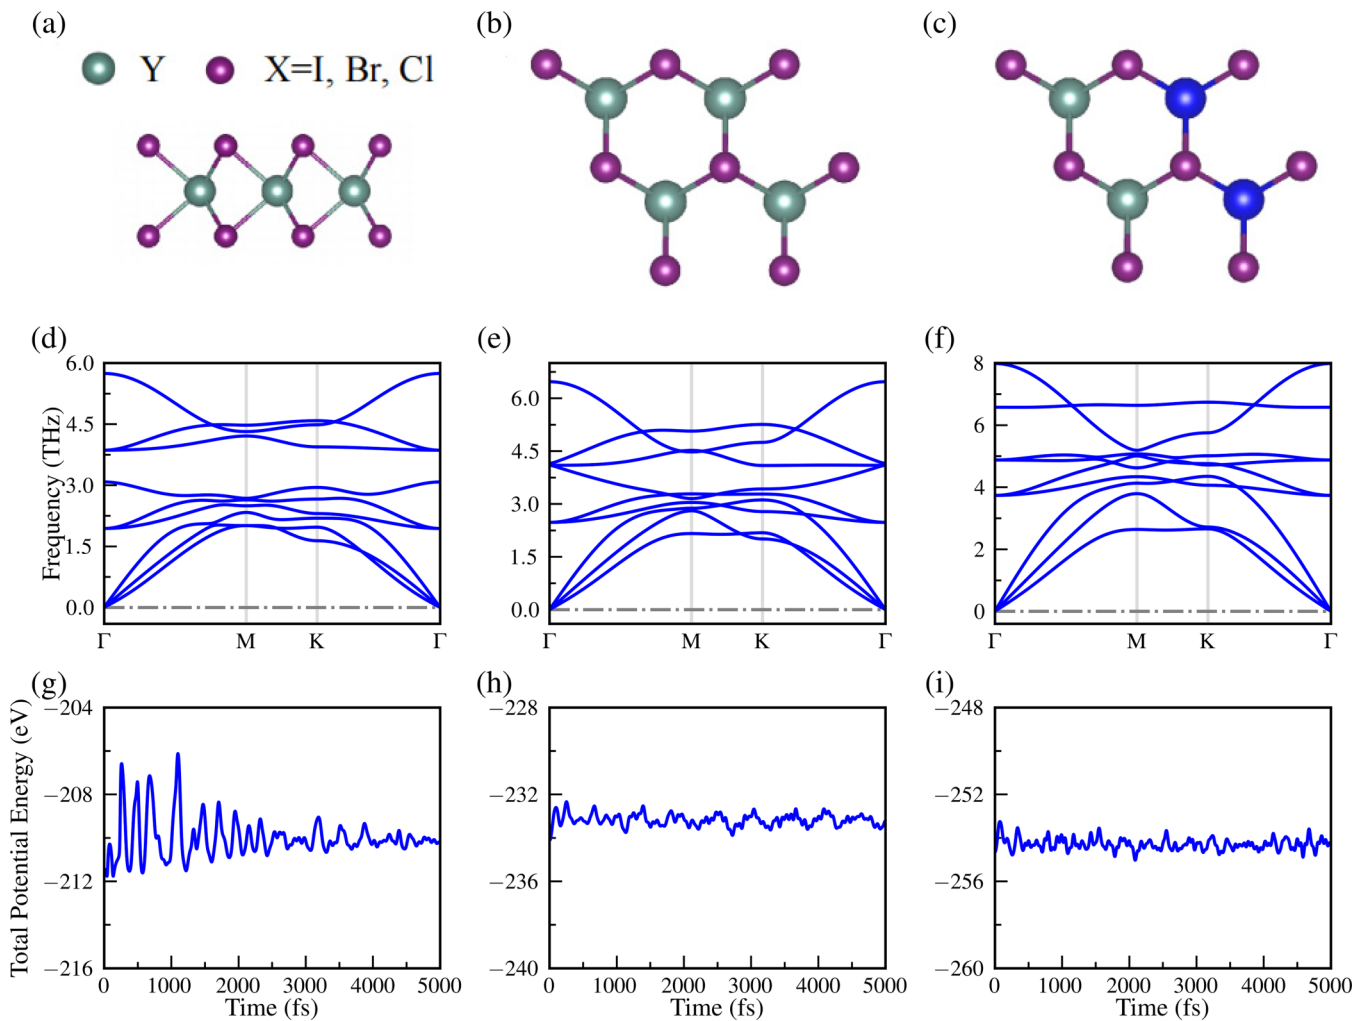 (a) (b) (c)
Y X=I, Br, Cl
(d) (e) (f)
Frequency (THz)
6.0
4.5
3.0
1.5
0.0
Γ M K Γ
6.0
4.5
3.0
1.5
0.0
Γ M K Γ
8
6
4
2
0
Γ M K Γ
(g) (h) (i)
Total Potential Energy (eV)
−204
−208
−212
−216
0 1000 2000 3000 4000 5000
Time (fs)
−228
−232
−236
−240
0 1000 2000 3000 4000 5000
Time (fs)
−248
−252
−256
−260
0 1000 2000 3000 4000 5000
Time (fs)